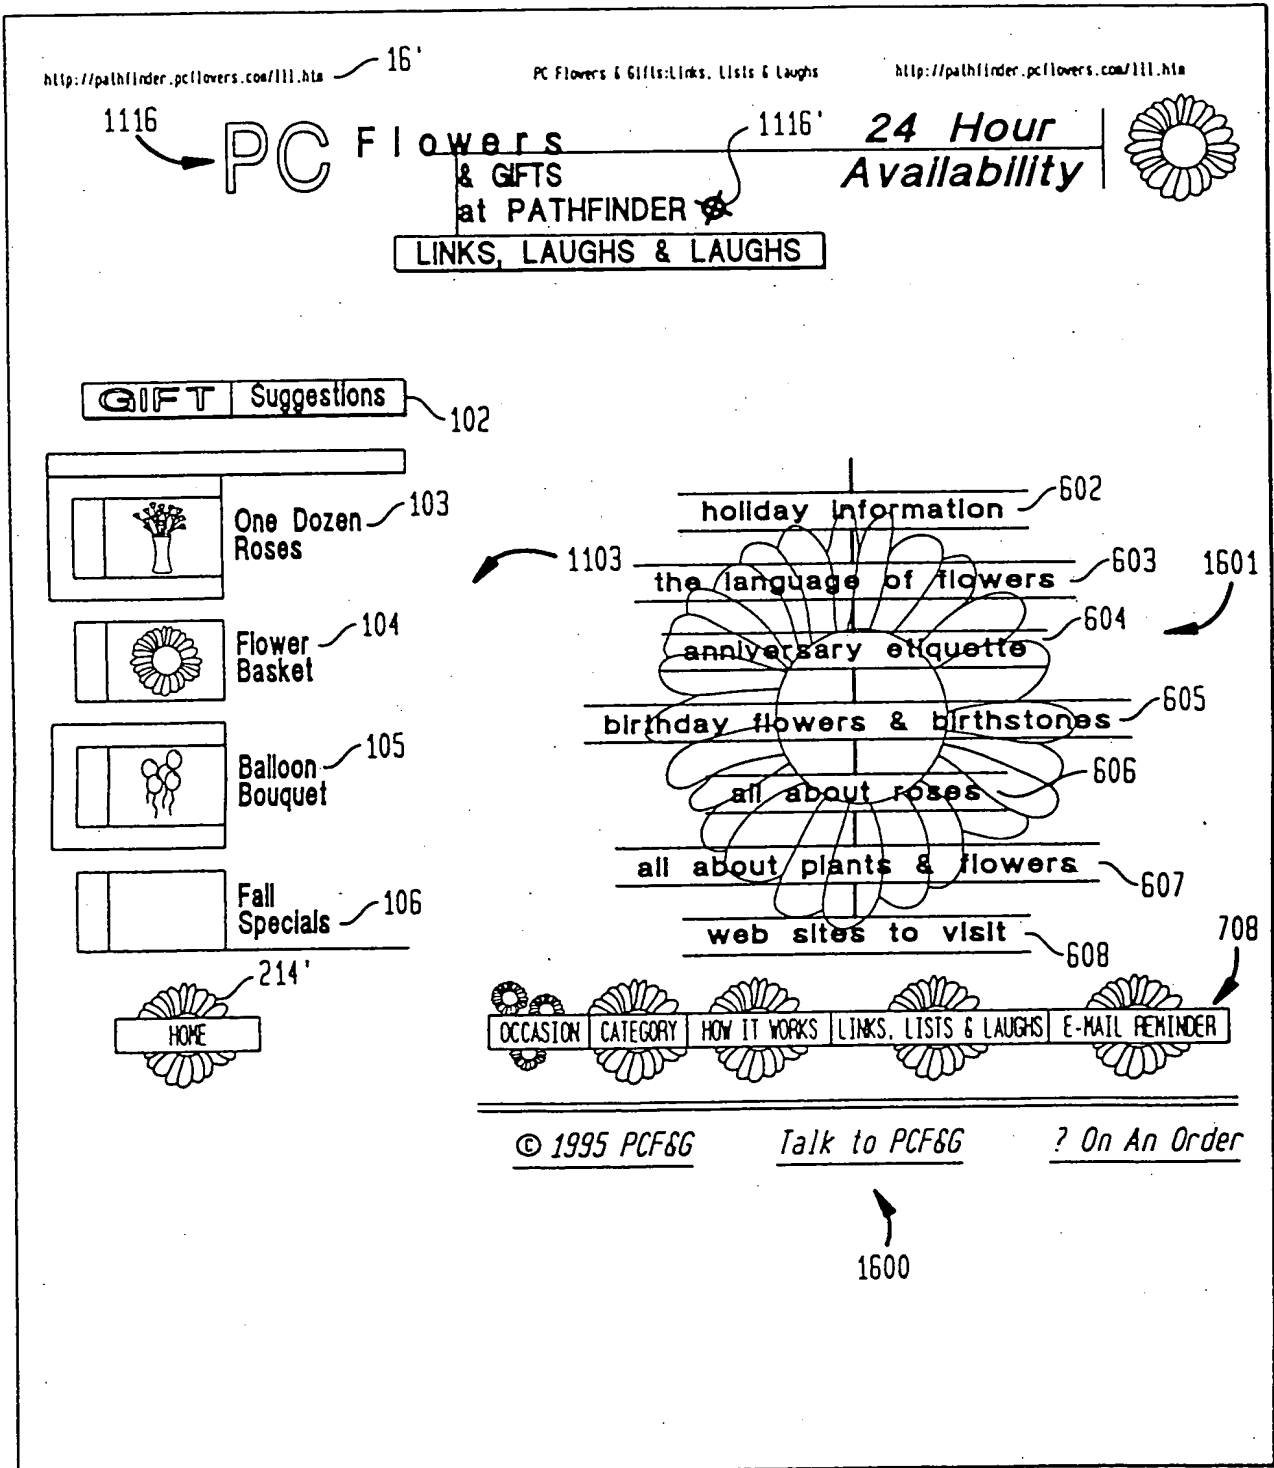 http://pathfinder.pcflowers.com/lll.htm
16'
PC Flowers & Gifts:Links, Lists & Laughs
http://pathfinder.pcflowers.com/lll.htm
1116
PC Flowers
& GIFTS
at PATHFINDER
1116'
24 Hour
Availability
LINKS, LAUGHS & LAUGHS
GIFT Suggestions
102
One Dozen
Roses
103
1103
Flower
Basket
104
Balloon
Bouquet
105
Fall
Specials
106
holiday information
602
the language of flowers
603
1601
anniversary etiquette
604
birthday flowers & birthstones
605
all about roses
606
all about plants & flowers
607
web sites to visit
608
708
214'
HOME
OCCASION CATEGORY HOW IT WORKS LINKS, LISTS & LAUGHS E-MAIL REMINDER
© 1995 PCF&G Talk to PCF&G ? On An Order
1600